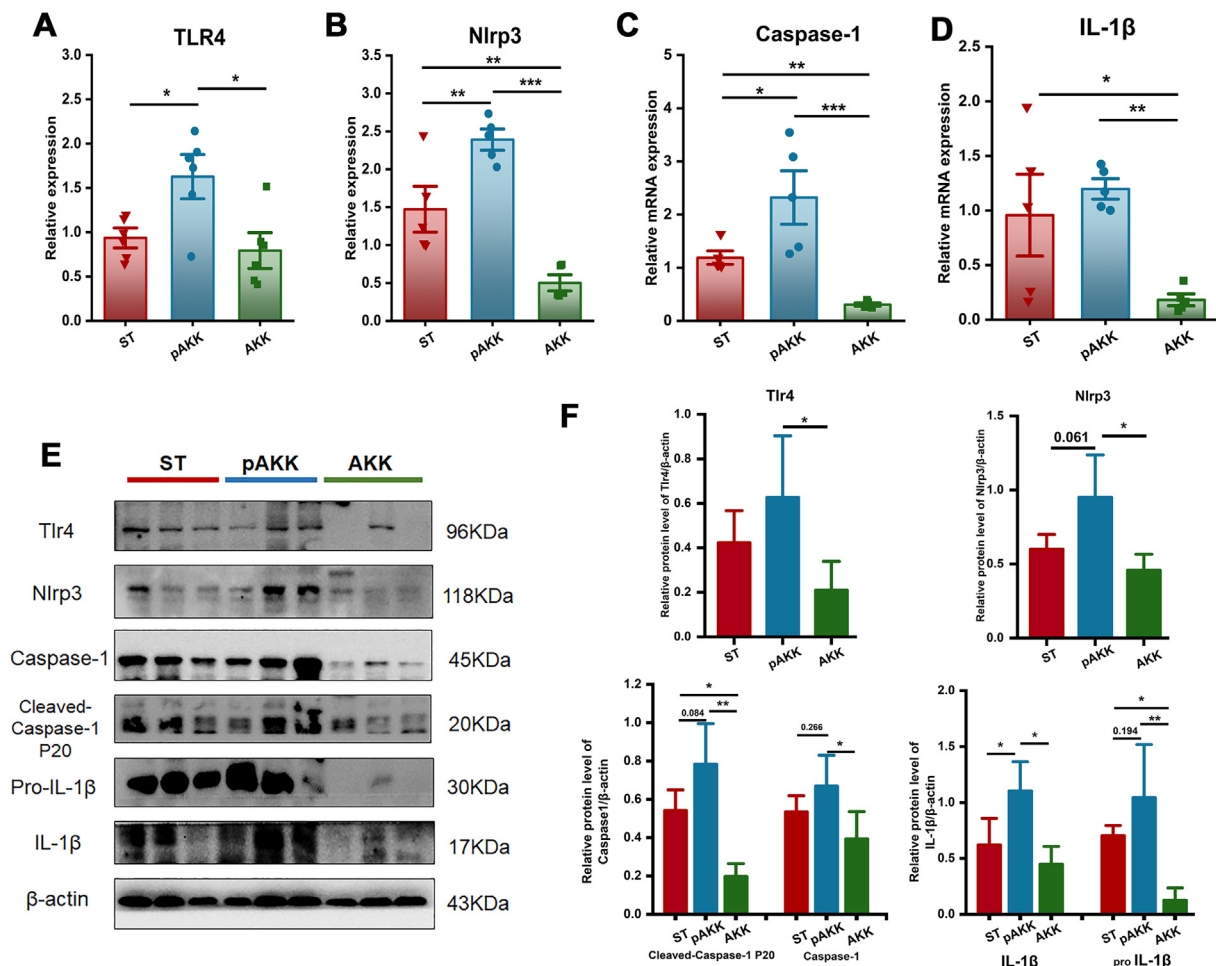 A
TLR4
Relative expression
3.0
2.5
2.0
1.5
1.0
0.5
0.0
*
*
ST
pAKK
AKK
B
Nlrp3
Relative expression
3.5
3.0
2.5
2.0
1.5
1.0
0.5
0.0
**
**
***
ST
pAKK
AKK
C
Caspase-1
Relative mRNA expression
5
4
3
2
1
0
**
*
***
ST
pAKK
AKK
D
IL-1β
Relative mRNA expression
2.5
2.0
1.5
1.0
0.5
0.0
*
**
ST
pAKK
AKK
E
ST pAKK AKK
Tlr4 96KDa
Nlrp3 118KDa
Caspase-1 45KDa
Cleaved-
Caspase-1
P20
20KDa
Pro-IL-1β 30KDa
IL-1β 17KDa
β-actin 43KDa
F
Tlr4
Relative protein level of Tlr4/β-actin
1.0
0.8
0.6
0.4
0.2
0.0
*
ST
pAKK
AKK
Nlrp3
Relative protein level of Nlrp3/β-actin
1.5
1.0
0.5
0.0
0.061
*
ST
pAKK
AKK
Relative protein level of
Caspase1/β-actin
1.2
1.0
0.8
0.6
0.4
0.2
0.0
*
0.084
**
0.266
*
ST pAKK AKK ST pAKK AKK
Cleaved-Caspase-1 P20 Caspase-1
Relative protein level of
IL-1β/β-actin
2.0
1.5
1.0
0.5
0.0
*
*
*
0.194
**
ST pAKK AKK ST pAKK AKK
IL-1β pro IL-1β